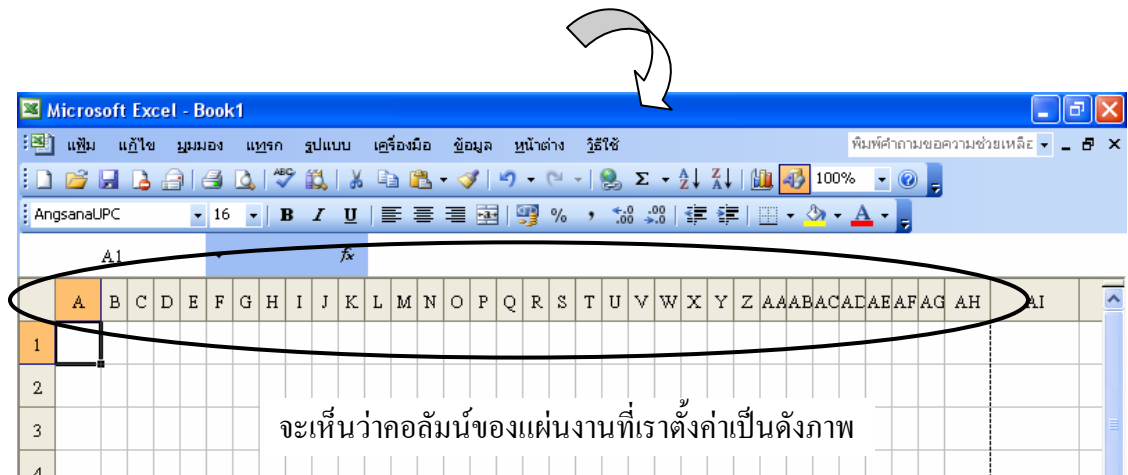 Microsoft Excel - Book1
แฟ้ม แก้ไข มุมมอง แทรก รูปแบบ เครื่องมือ ข้อมูล หน้าต่าง วิธีใช้ พิมพ์คำถามขอความช่วยเหลือ
ABC Σ A Z Z A 100% ?
AngsanaUPC 16 B I U a % , .0 .00 .00 .0 A
A1 fx
A B C D E F G H I J K L M N O P Q R S T U V W X Y Z AA AB AC AD AE AF AG AH AI
1
2
3
4
จะเห็นว่าคอลัมน์ของแผ่นงานที่เราตั้งค่าเป็นดังภาพ